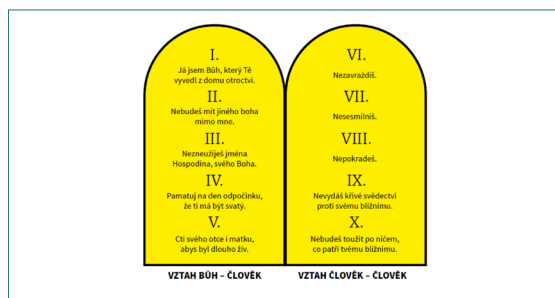 I.
Já jsem Bůh, který Tě
vyvedl z domu otroctví.
II.
Nebudeš mít jiného boha
mimo mne.
III.
Nezneužiješ jména
Hospodina, svého Boha.
IV.
Pamatuj na den odpočinku,
že ti má být svatý.
V.
Cti svého otce i matku,
abys byl dlouho živ.
VZTAH BŮH – ČLOVĚK
VI.
Nezavraždíš.
VII.
Nesesmilníš.
VIII.
Nepokradeš.
IX.
Nevydáš křivé svědectví
proti svému bližnímu.
X.
Nebudeš toužit po ničem,
co patří tvému bližnímu.
VZTAH ČLOVĚK – ČLOVĚK